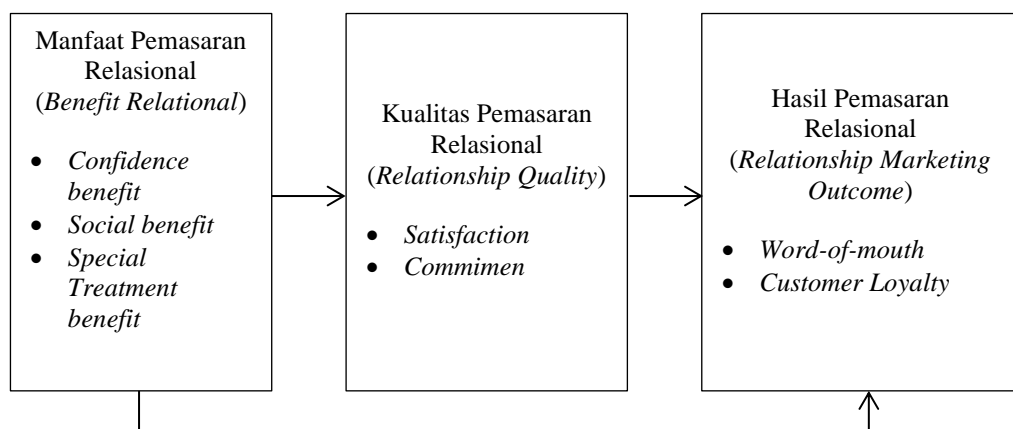 Manfaat Pemasaran
Relasional
(Benefit Relational)
• Confidence
benefit
• Social benefit
• Special
Treatment
benefit
Kualitas Pemasaran
Relasional
(Relationship Quality)
• Satisfaction
• Commimen
Hasil Pemasaran
Relasional
(Relationship Marketing
Outcome)
• Word-of-mouth
• Customer Loyalty